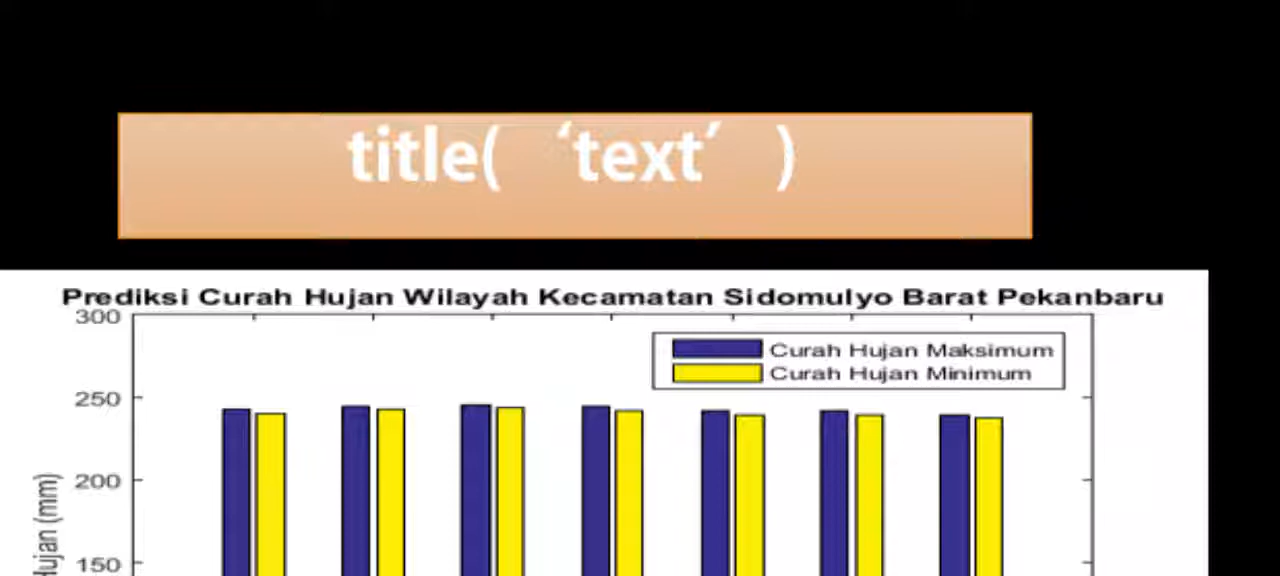 title( ‘text’ )
Prediksi Curah Hujan Wilayah Kecamatan Sidomulyo Barat Pekanbaru
300
Curah Hujan Maksimum
Curah Hujan Minimum
250
200
150
Hujan (mm)